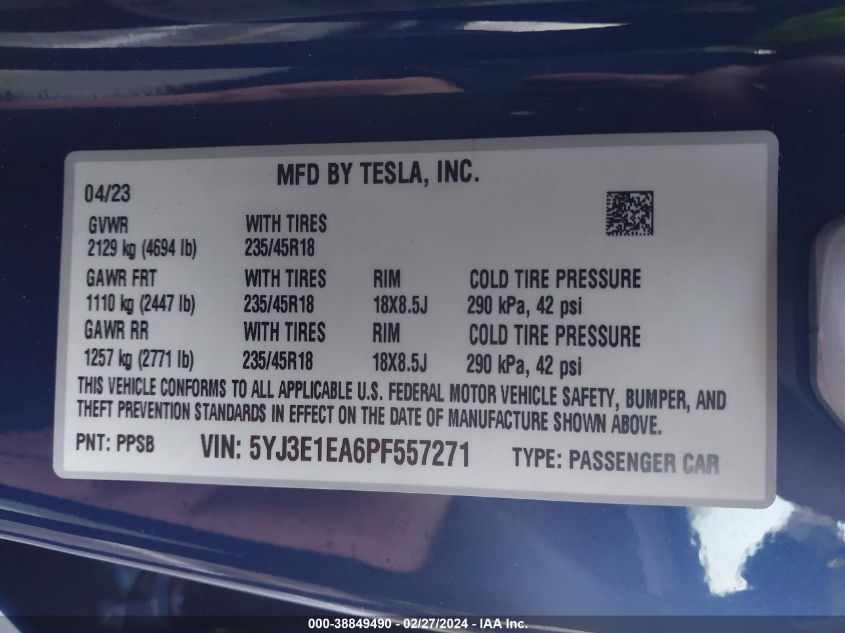 MFD BY TESLA, INC.
04/23
GVWR WITH TIRES
2129 kg (4694 lb) 235/45R18
GAWR FRT WITH TIRES RIM COLD TIRE PRESSURE
1110 kg (2447 lb) 235/45R18 18X8.5J 290 kPa, 42 psi
GAWR RR WITH TIRES RIM COLD TIRE PRESSURE
1257 kg (2771 lb) 235/45R18 18X8.5J 290 kPa, 42 psi
THIS VEHICLE CONFORMS TO ALL APPLICABLE U.S. FEDERAL MOTOR VEHICLE SAFETY, BUMPER, AND
THEFT PREVENTION STANDARDS IN EFFECT ON THE DATE OF MANUFACTURE SHOWN ABOVE.
PNT: PPSB VIN: 5YJ3E1EA6PF557271 TYPE: PASSENGER CAR
000-38849490 - 02/27/2024 - IAA Inc.